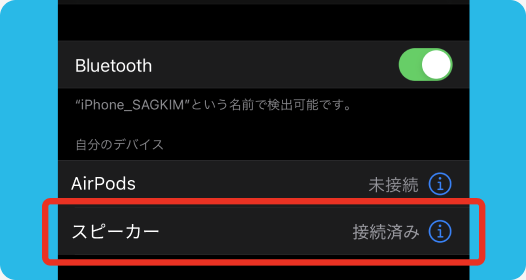 Bluetooth
“iPhone_SAGKIM”という名前で検出可能です。
自分のデバイス
AirPods 未接続
スピーカー 接続済み